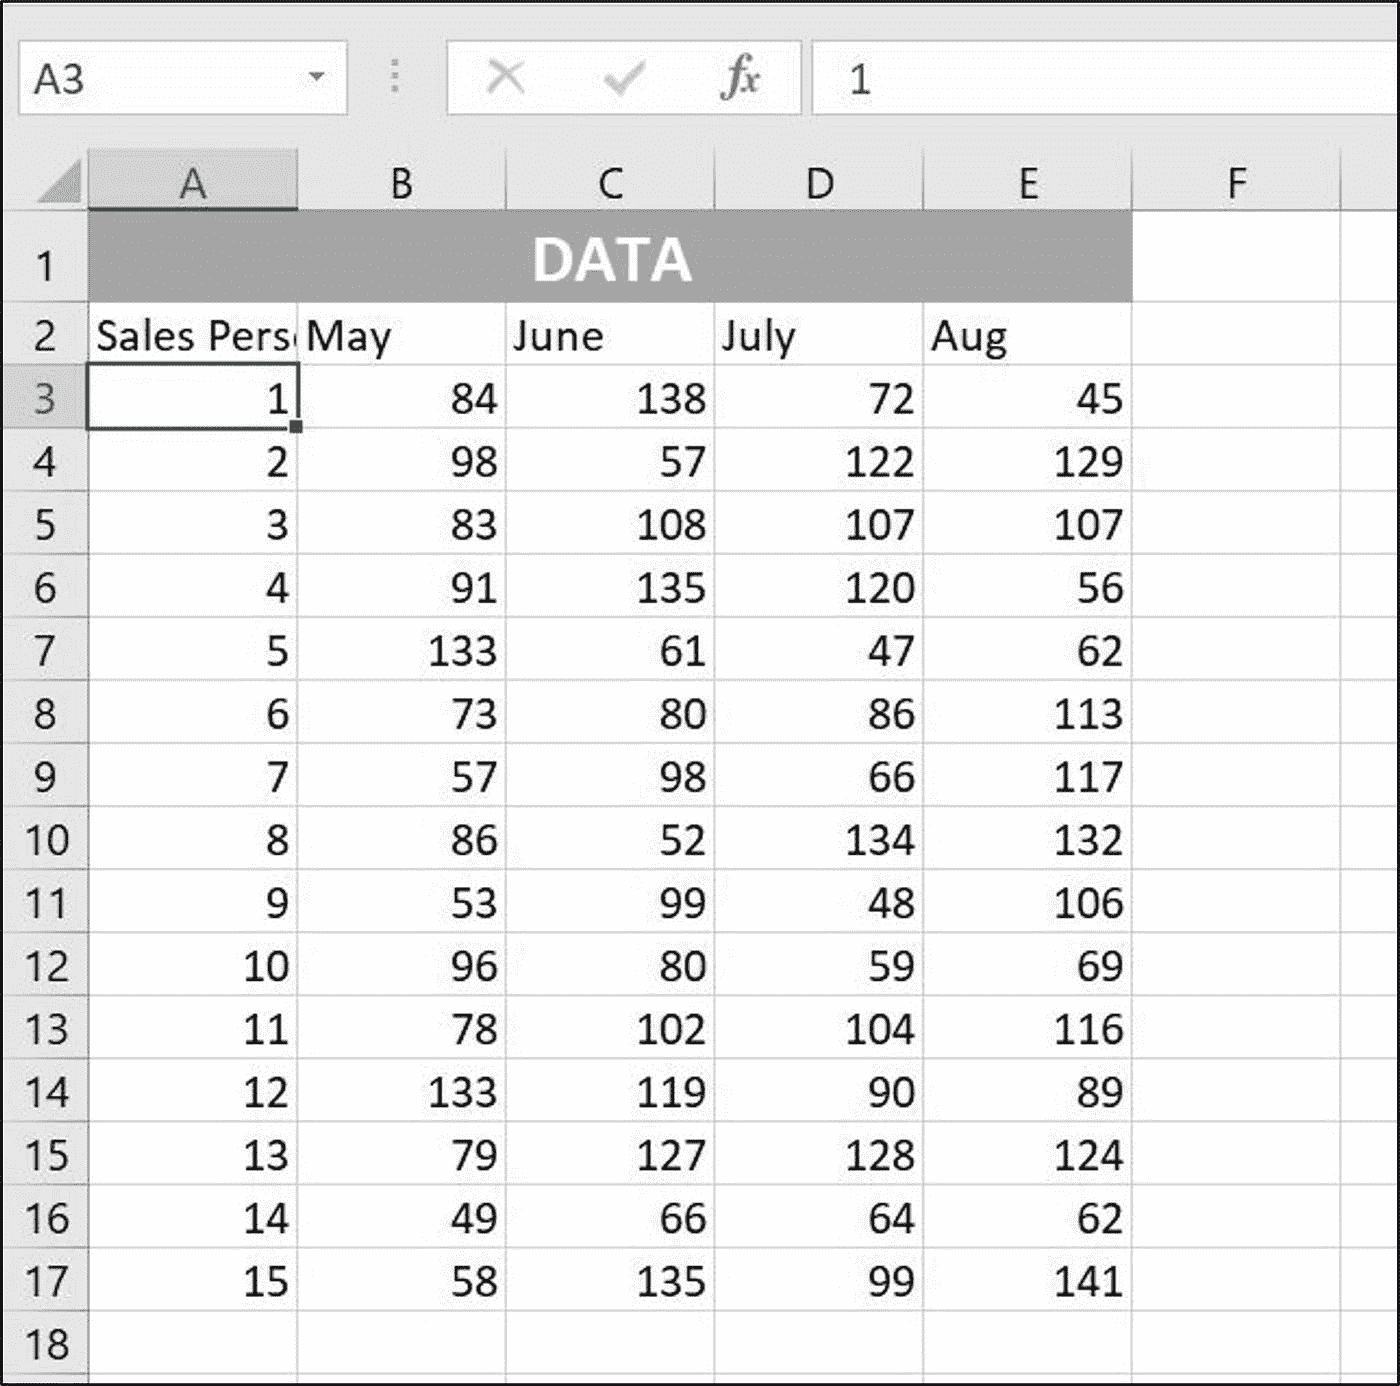 A3 fx 1
A B C D E F
1 DATA
2 Sales Pers May June July Aug
3 1 84 138 72 45
4 2 98 57 122 129
5 3 83 108 107 107
6 4 91 135 120 56
7 5 133 61 47 62
8 6 73 80 86 113
9 7 57 98 66 117
10 8 86 52 134 132
11 9 53 99 48 106
12 10 96 80 59 69
13 11 78 102 104 116
14 12 133 119 90 89
15 13 79 127 128 124
16 14 49 66 64 62
17 15 58 135 99 141
18